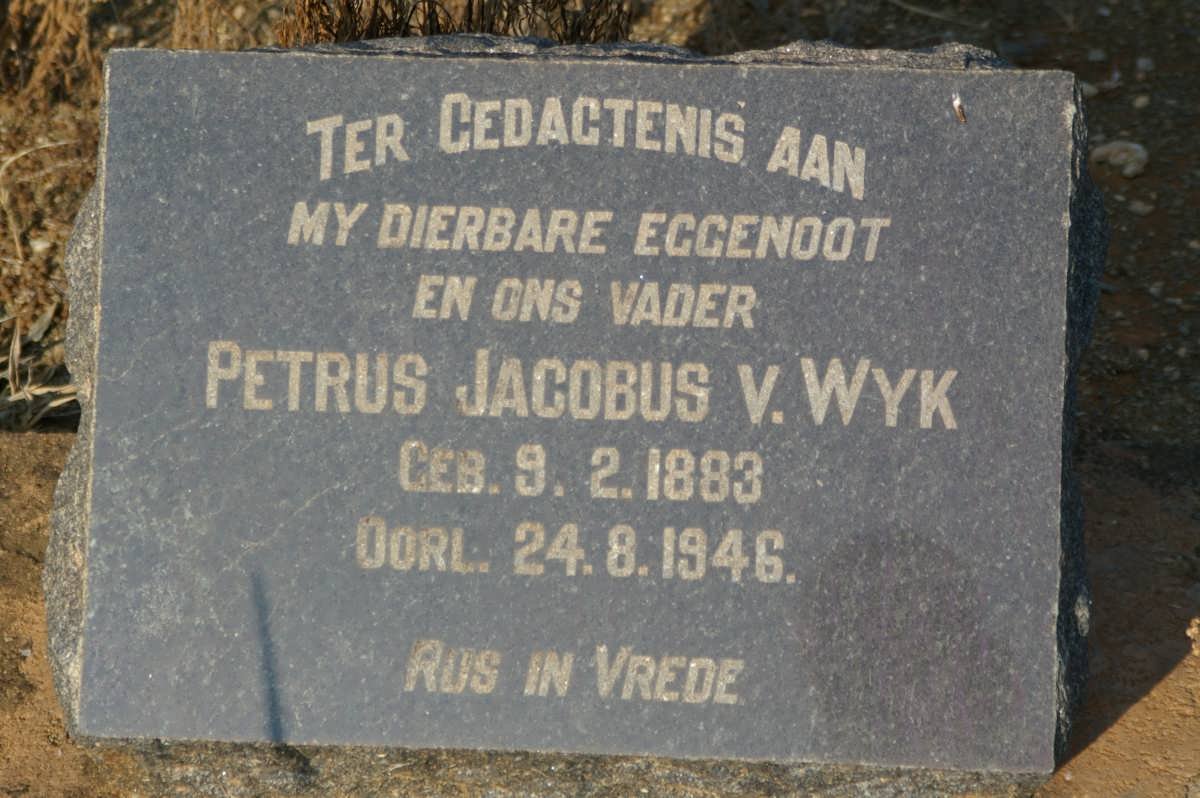 TER GEDAGTENIS AAN
MY DIERBARE EGGENOOT
EN ONS VADER
PETRUS JACOBUS V. WYK
GEB. 9. 2. 1883
OORL. 24. 8. 1946.
RUS IN VREDE